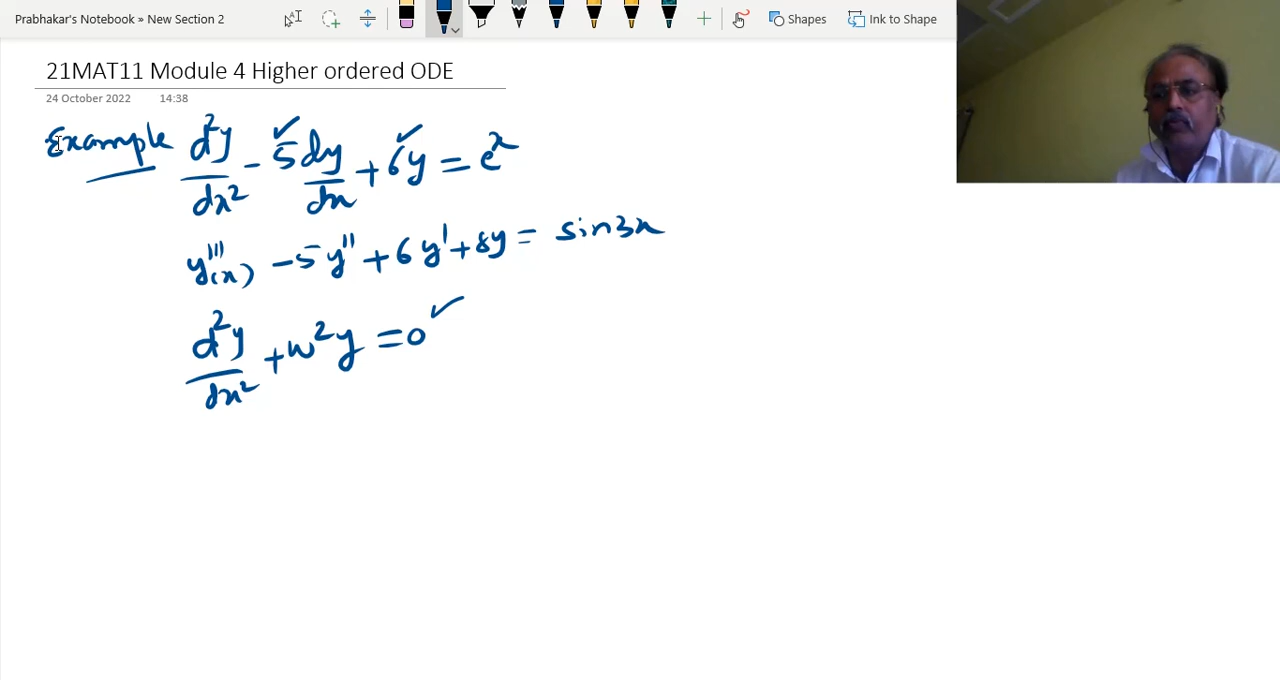 Prabhakar's Notebook » New Section 2
Shapes
Ink to Shape
21MAT11 Module 4 Higher ordered ODE
24 October 2022 14:38
Example d²y/dx² - 5dy/dx + 6y = eˣ
y'''(x) - 5y'' + 6y' + 8y = sin3x
d²y/dx² + w²y = 0